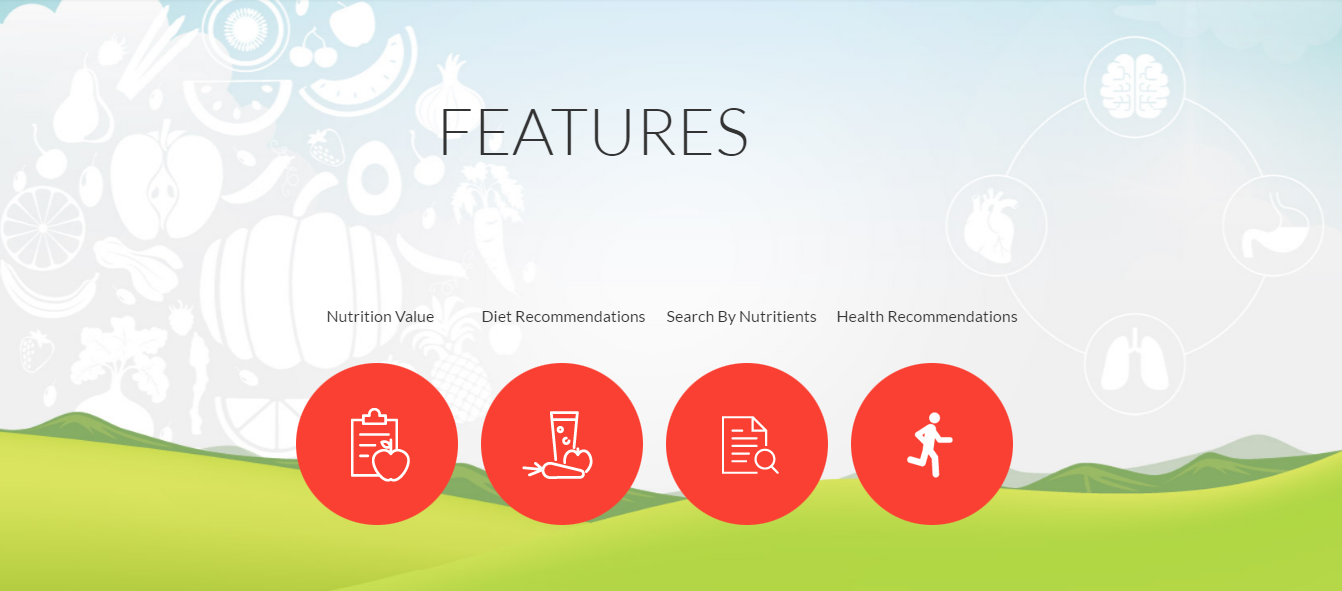 FEATURES
Nutrition Value
Diet Recommendations
Search By Nutritients
Health Recommendations